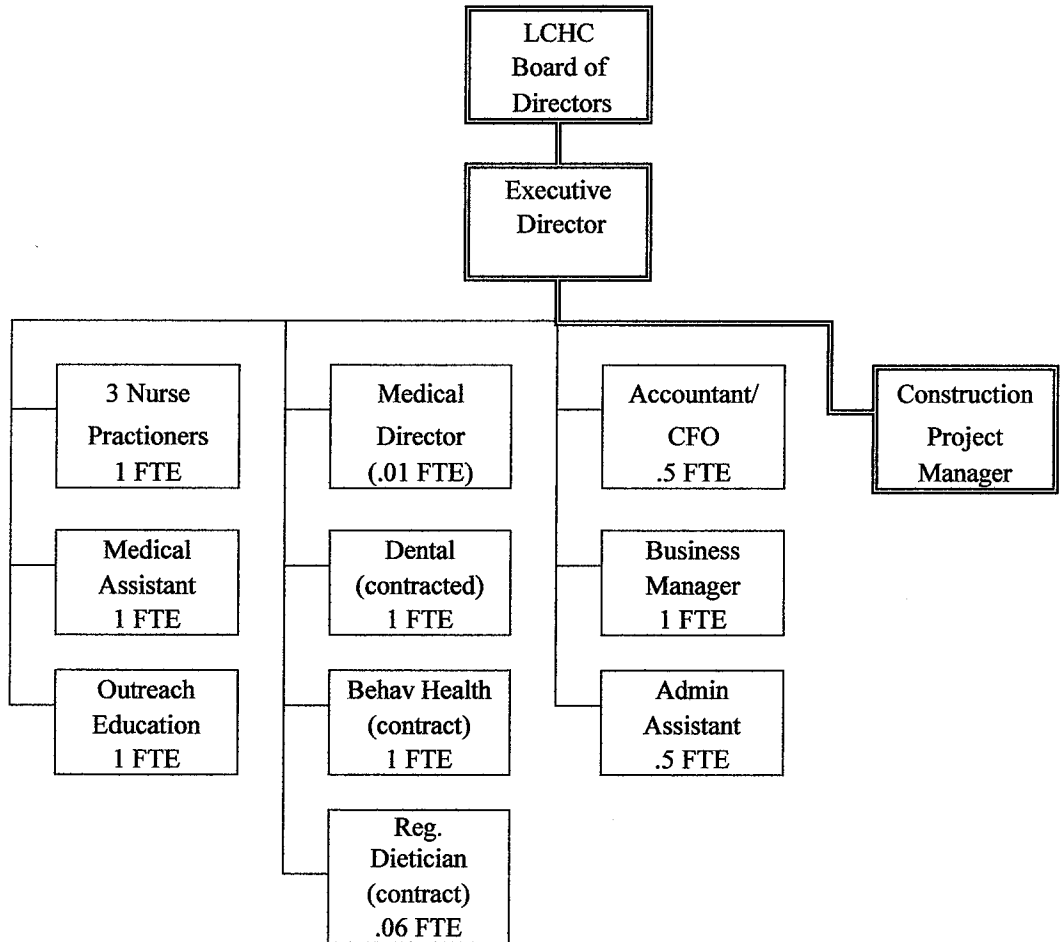 LCHC
Board of
Directors
Executive
Director
3 Nurse
Practioners
1 FTE
Medical
Director
(.01 FTE)
Accountant/
CFO
.5 FTE
Construction
Project
Manager
Medical
Assistant
1 FTE
Dental
(contracted)
1 FTE
Business
Manager
1 FTE
Outreach
Education
1 FTE
Behav Health
(contract)
1 FTE
Admin
Assistant
.5 FTE
Reg.
Dietician
(contract)
.06 FTE